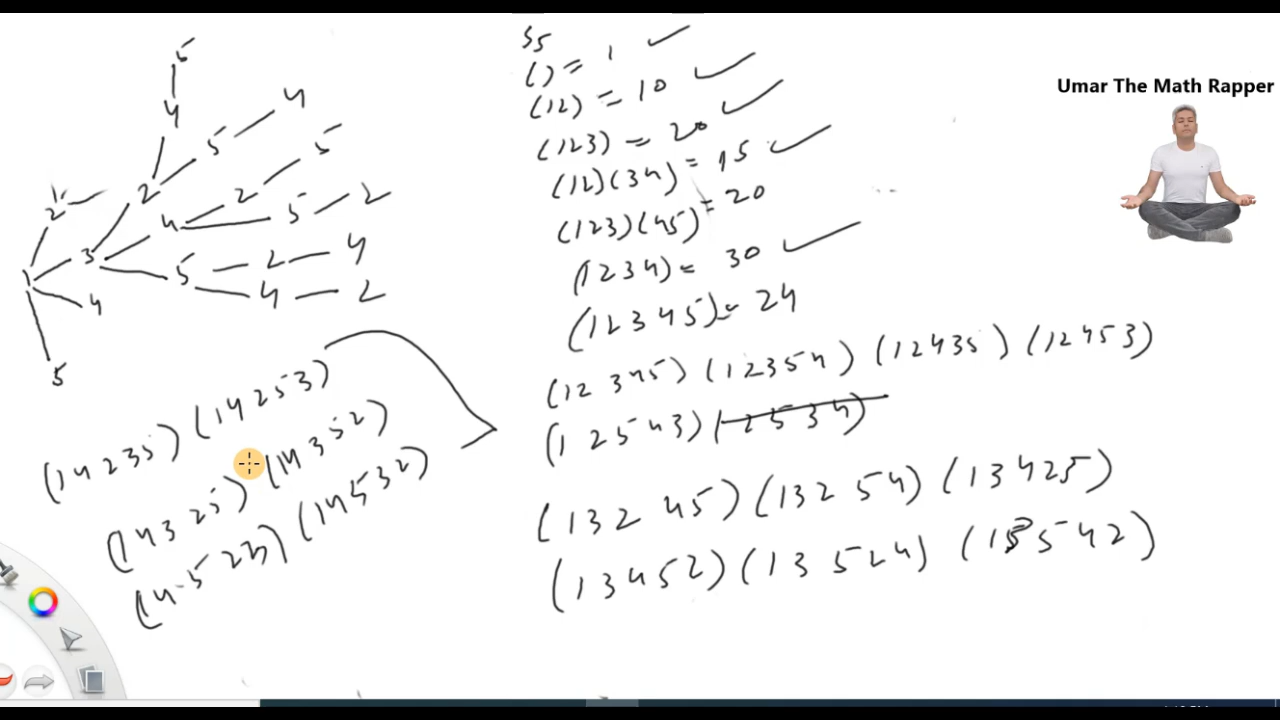 S5
() = 1
(12) = 10
(123) = 20
(12)(34) = 15
(123)(45) = 20
(1234) = 30
(12345) = 24
(12345) (12354) (12435) (12453)
(12543) (12534)
(13245) (13254) (13425)
(13452) (13524) (13542)
Umar The Math Rapper
5
4
2 5 4
1 2
3 4 2 5
5 2
1
5 2 4
4
4 2
5
(14235) (14253)
(14325) (14352)
(14523) (14532)